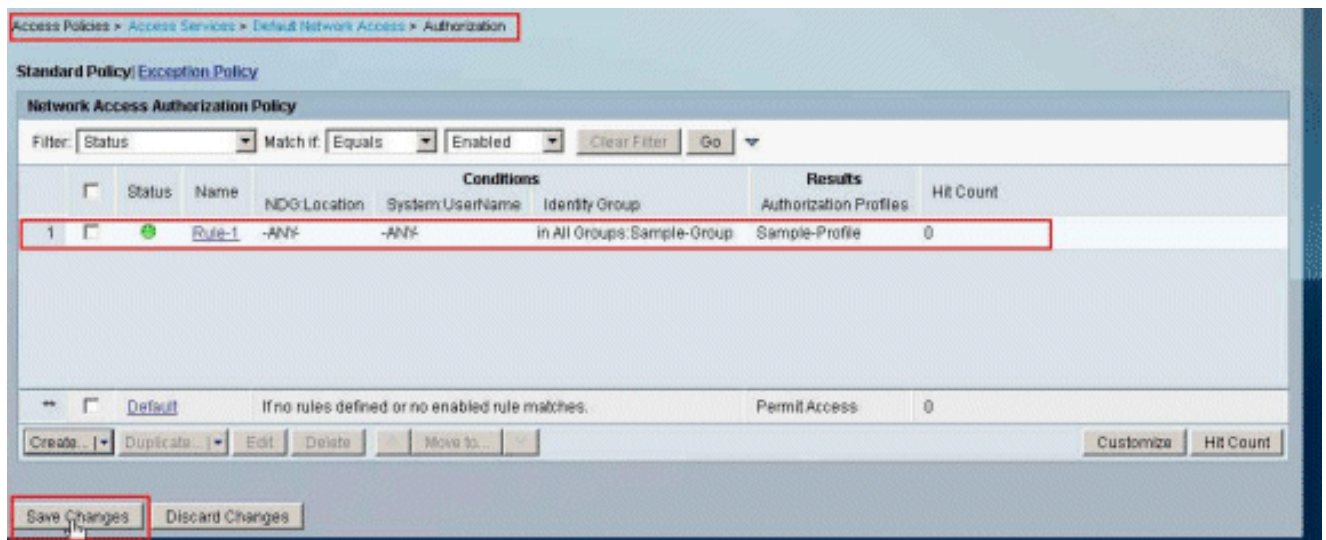 Access Policies > Access Services > Default Network Access > Authorization
Standard Policy| Exception Policy
Network Access Authorization Policy
Filter: Status Match if: Equals Enabled Clear Filter Go
Status Name Conditions NDG:Location System:UserName Identity Group Results Authorization Profiles Hit Count
1 Rule-1 -ANY- -ANY- in All Groups:Sample-Group Sample-Profile 0
** Default If no rules defined or no enabled rule matches. Permit Access 0
Create... Duplicate... Edit Delete Move to... Customize Hit Count
Save Changes Discard Changes